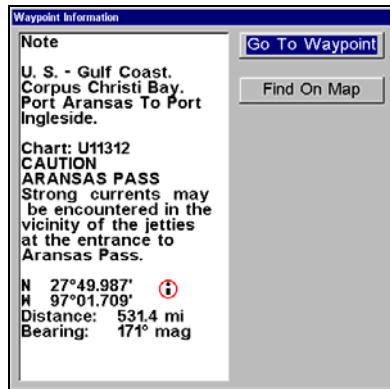 Waypoint Information
Note
U. S. - Gulf Coast.
Corpus Christi Bay.
Port Aransas To Port
Ingleside.
Chart: U11312
CAUTION
ARANSAS PASS
Strong currents may
be encountered in the
vicinity of the jetties
at the entrance to
Aransas Pass.
N 27°49.987'
W 97°01.709'
Distance: 531.4 mi
Bearing: 171° mag
Go To Waypoint
Find On Map